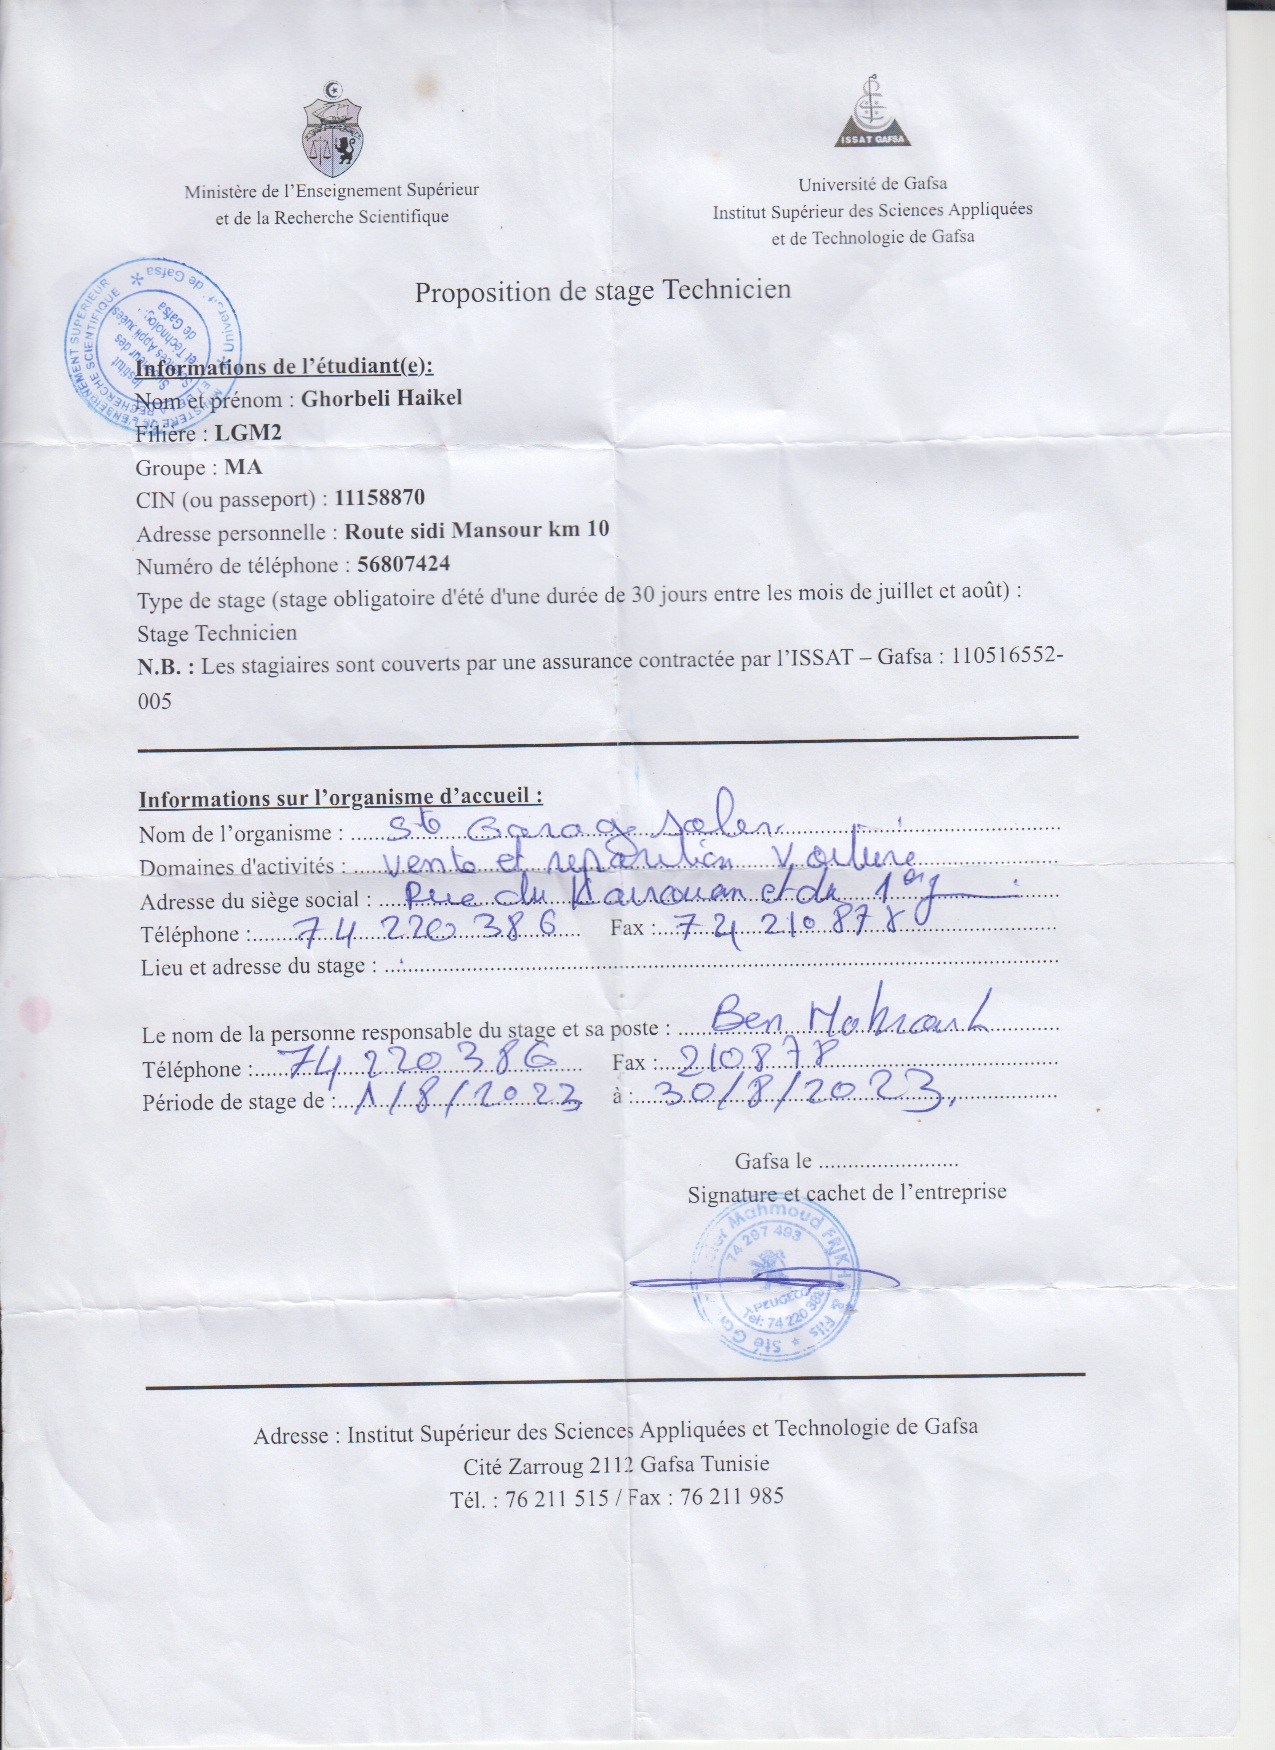 ISSAT GAFSA
Ministère de l'Enseignement Supérieur
et de la Recherche Scientifique
Université de Gafsa
Institut Supérieur des Sciences Appliquées
et de Technologie de Gafsa
Proposition de stage Technicien
Informations de l'étudiant(e):
Nom et prénom : Ghorbeli Haikel
Filière : LGM2
Groupe : MA
CIN (ou passeport) : 11158870
Adresse personnelle : Route sidi Mansour km 10
Numéro de téléphone : 56807424
Type de stage (stage obligatoire d'été d'une durée de 30 jours entre les mois de juillet et août) :
Stage Technicien
N.B. : Les stagiaires sont couverts par une assurance contractée par l'ISSAT – Gafsa : 110516552-
005
Informations sur l'organisme d'accueil :
Nom de l'organisme : Sté Garage
Domaines d'activités : Vente et réparation Voiture
Adresse du siège social : Rue du Kairouan et du 1er
Téléphone : 74 220 386 Fax : 74 210 878
Lieu et adresse du stage :
Le nom de la personne responsable du stage et sa poste : Ben Mabrouk
Téléphone : 74 220 386 Fax : 210878
Période de stage de : 1/8/2023 à : 30/8/2023
Gafsa le ........................
Signature et cachet de l'entreprise
Mahmoud FRIKHA & Fils * Sté
74 297 493
PEUGEOT
Tel: 74 220 386
Adresse : Institut Supérieur des Sciences Appliquées et Technologie de Gafsa
Cité Zarroug 2112 Gafsa Tunisie
Tél. : 76 211 515 / Fax : 76 211 985